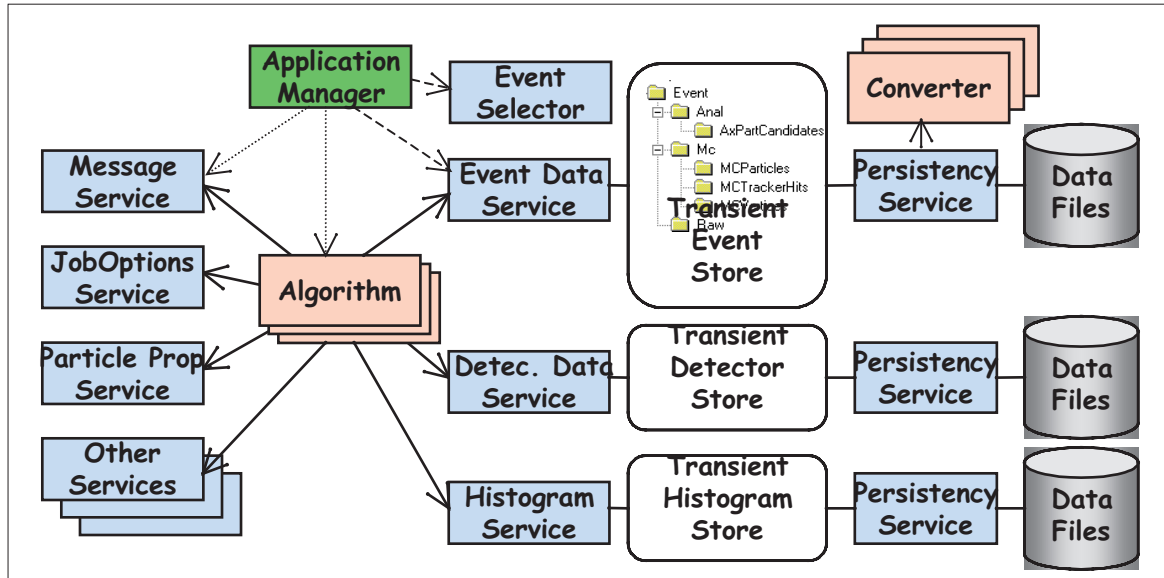 Application
Manager
Event
Selector
Event
Anal
AxPartCandidates
Mc
MCParticles
MCTrackerHits
Raw
Transient
Event
Store
Converter
Message
Service
Event Data
Service
Persistency
Service
Data
Files
JobOptions
Service
Algorithm
Particle Prop.
Service
Detec. Data
Service
Transient
Detector
Store
Persistency
Service
Data
Files
Other
Services
Histogram
Service
Transient
Histogram
Store
Persistency
Service
Data
Files